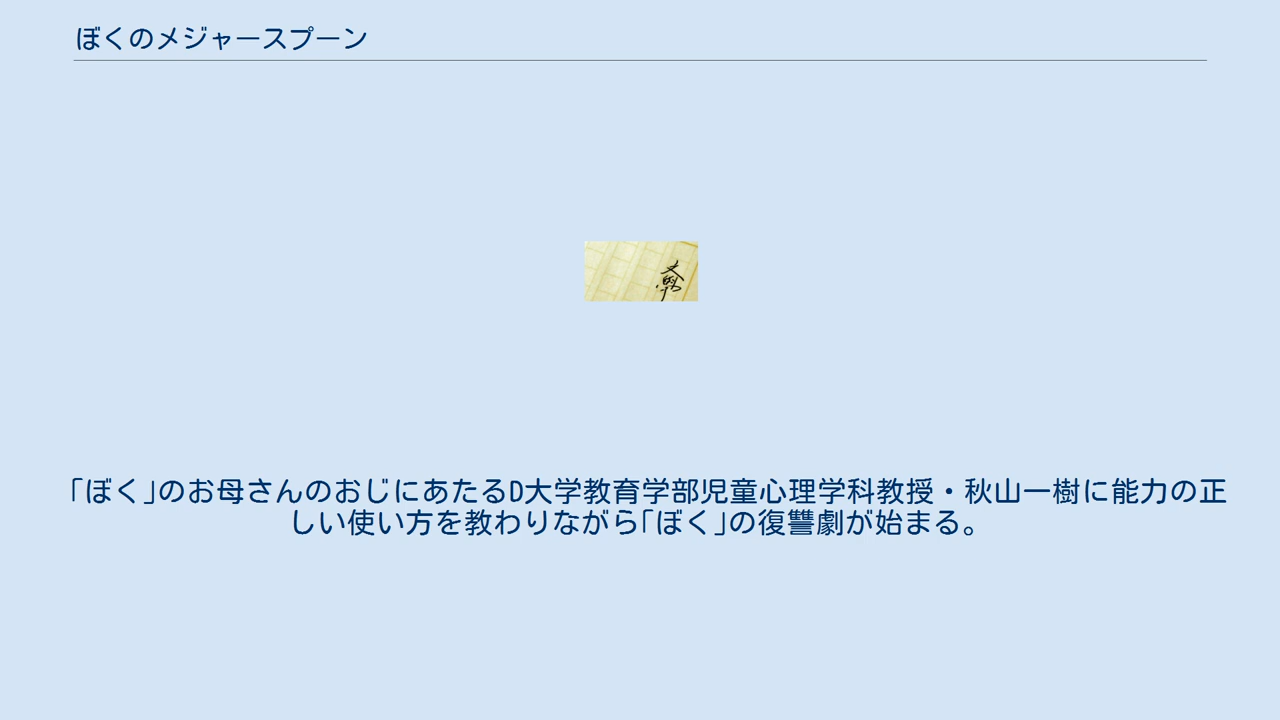 ぼくのメジャースプーン
「ぼく」のお母さんのおじにあたるD大学教育学部児童心理学科教授・秋山一樹に能力の正
しい使い方を教わりながら「ぼく」の復讐劇が始まる。